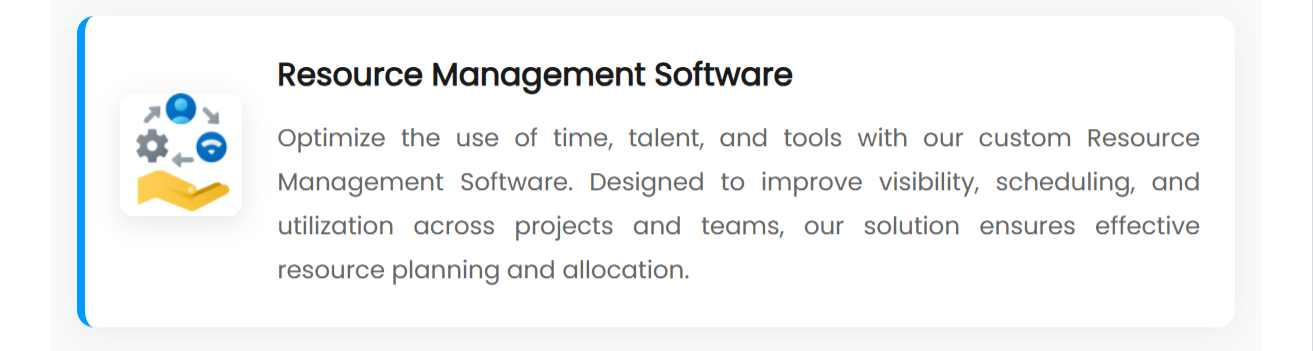 Resource Management Software
Optimize the use of time, talent, and tools with our custom Resource
Management Software. Designed to improve visibility, scheduling, and
utilization across projects and teams, our solution ensures effective
resource planning and allocation.